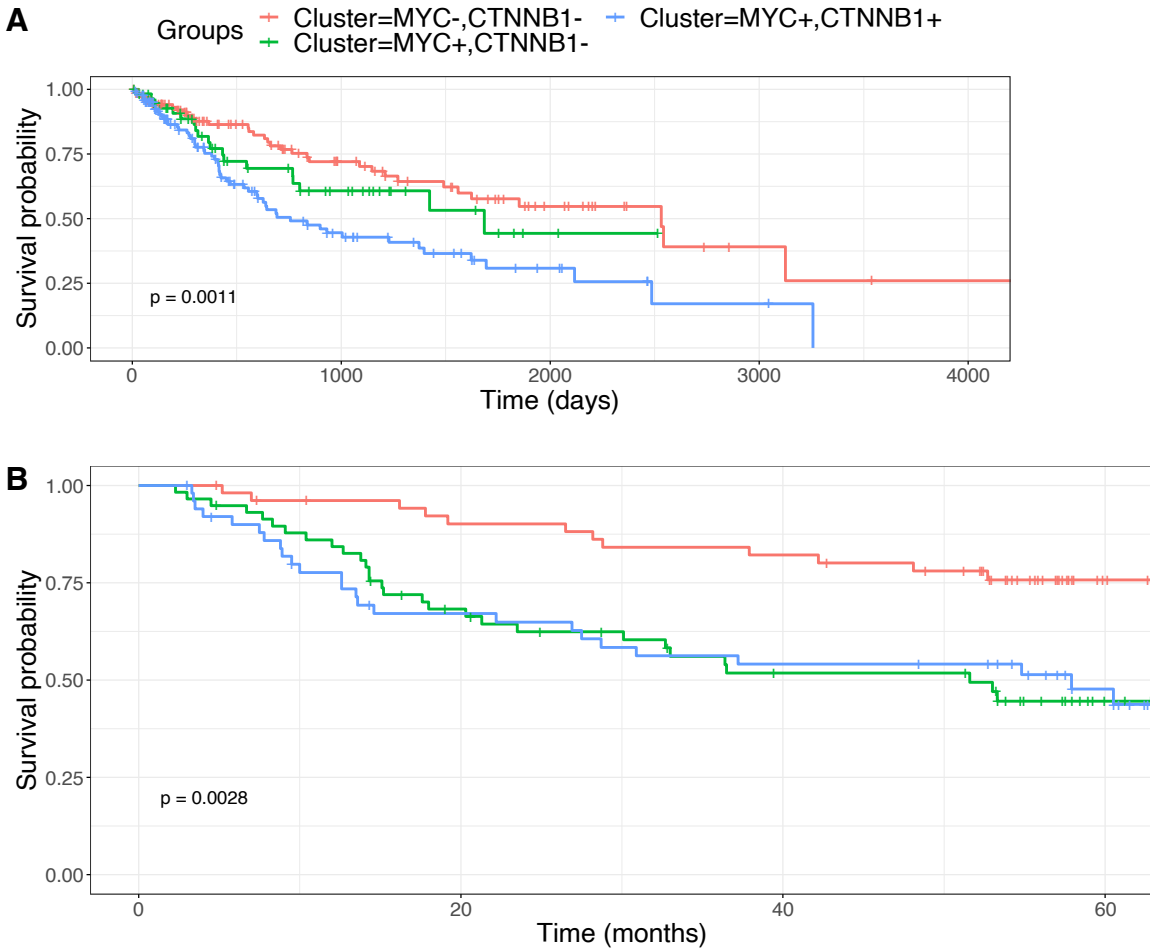 A
Groups
Cluster=MYC-,CTNNB1-
Cluster=MYC+,CTNNB1+
Cluster=MYC+,CTNNB1-
Survival probability
1.00
0.75
0.50
0.25
0.00
p = 0.0011
0 1000 2000 3000 4000
Time (days)
B
Survival probability
1.00
0.75
0.50
0.25
0.00
p = 0.0028
0 20 40 60
Time (months)